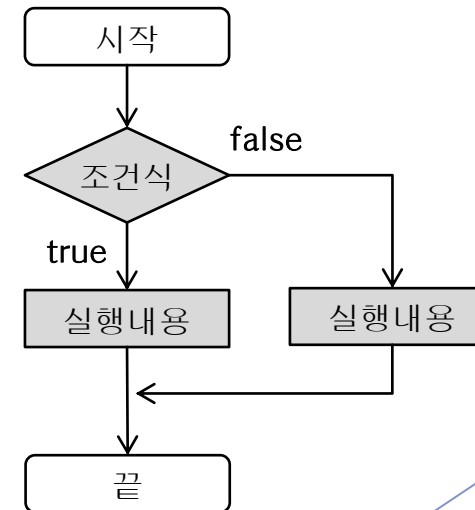 시작
조건식
false
true
실행내용
실행내용
끝